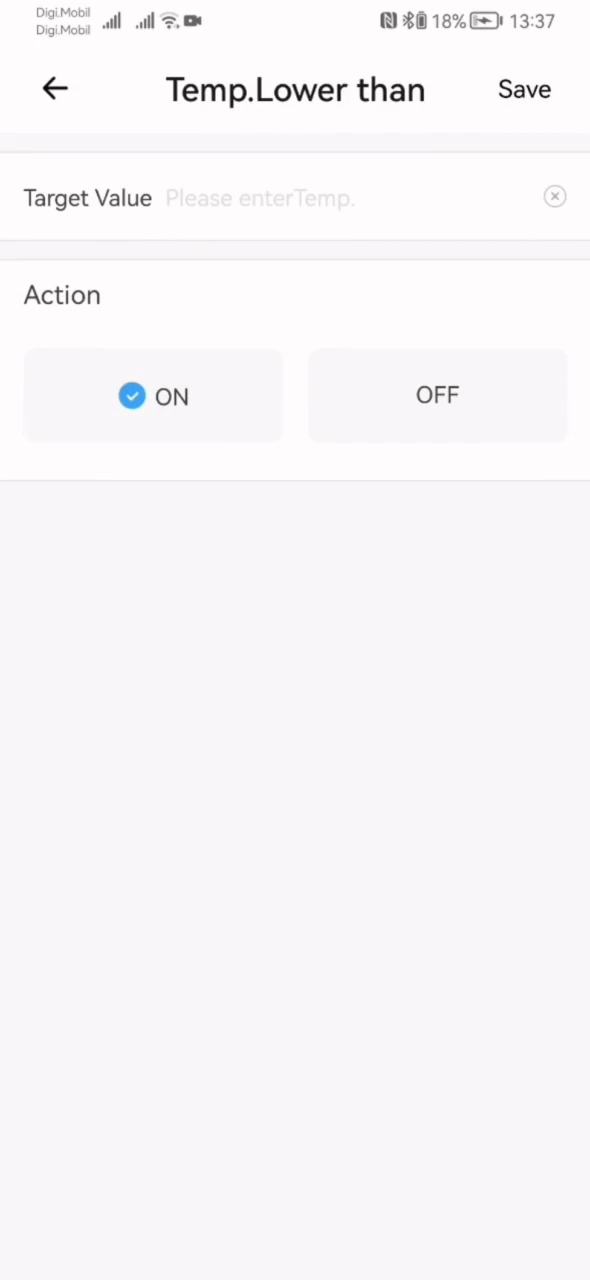 Digi.Mobil
Digi.Mobil
18% 13:37
Temp.Lower than Save
Target Value Please enterTemp.
Action
ON OFF